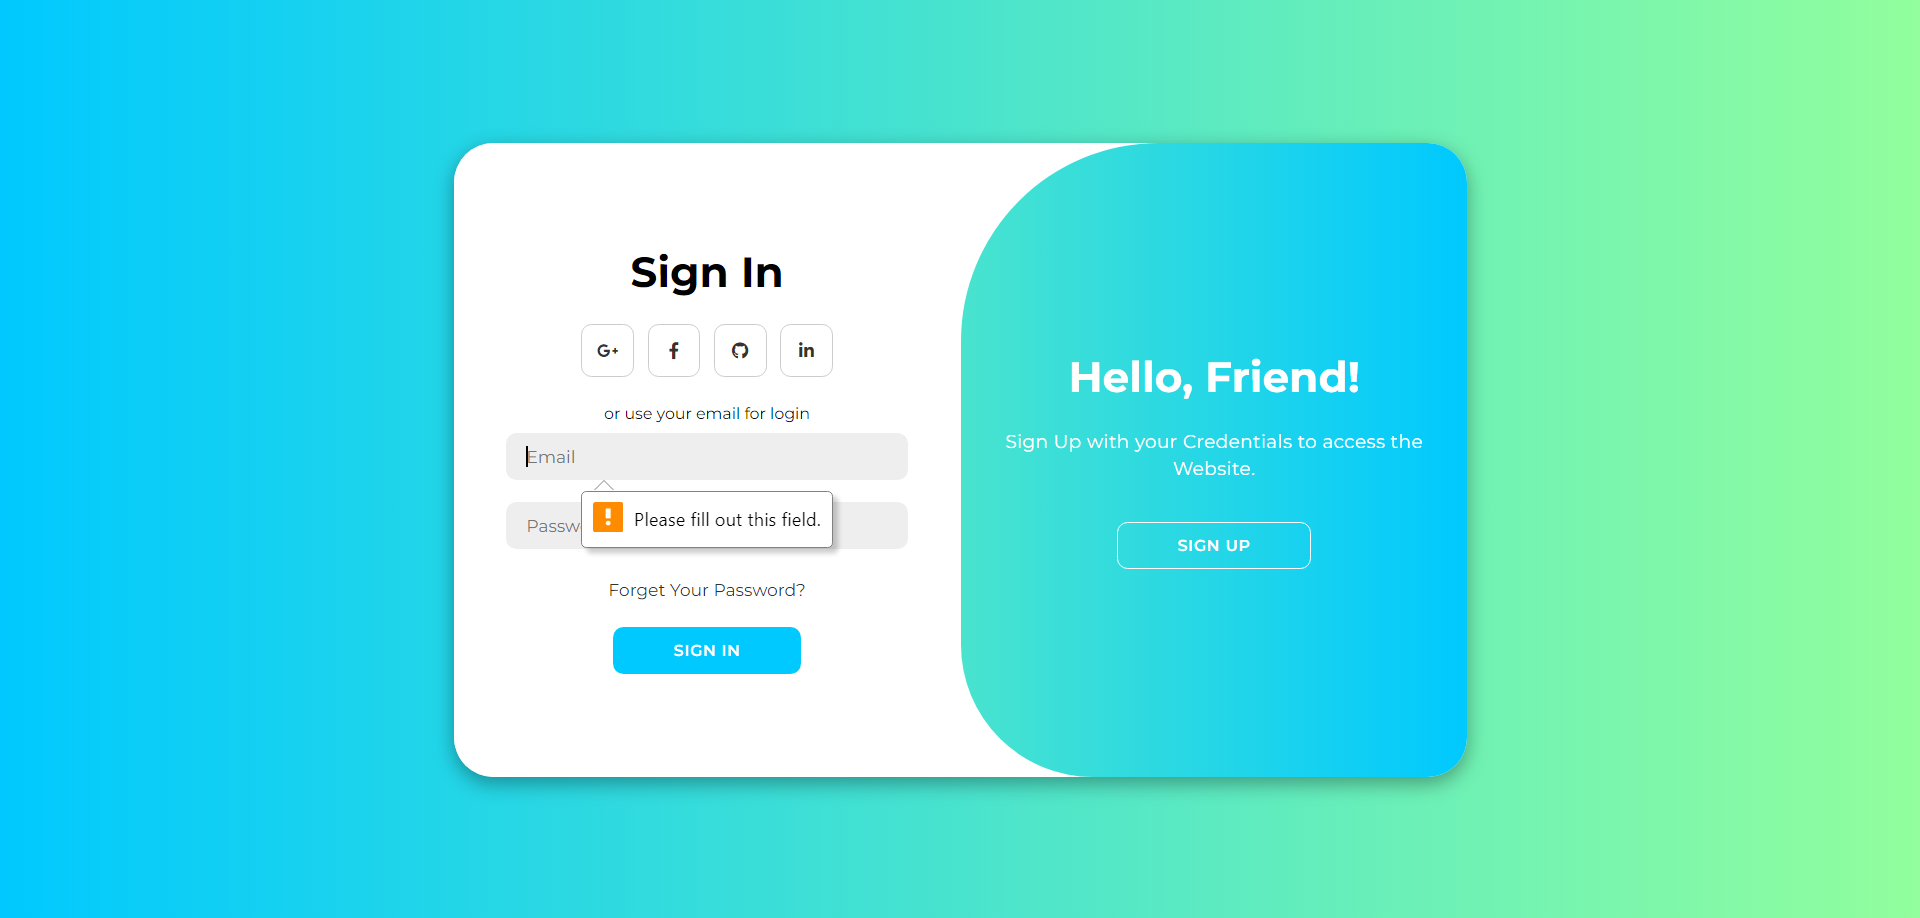 Sign In
G+ f in
or use your email for login
Email
Passw
Please fill out this field.
Forget Your Password?
SIGN IN
Hello, Friend!
Sign Up with your Credentials to access the
Website.
SIGN UP